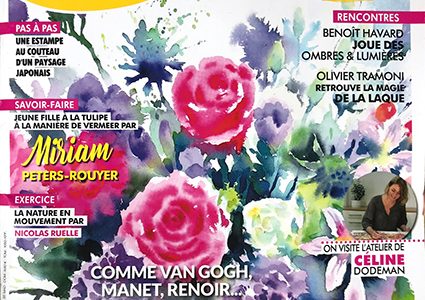 PAS À PAS
UNE ESTAMPE
AU COUTEAU
D'UN PAYSAGE
JAPONAIS
SAVOIR-FAIRE
JEUNE FILLE À LA TULIPE
À LA MANIÈRE DE VERMEER PAR
Miriam
PETERS-ROUYER
EXERCICE
LA NATURE EN
MOUVEMENT PAR
NICOLAS RUELLE
RENCONTRES
BENOÎT HAVARD
JOUE DES
OMBRES & LUMIÈRES
OLIVIER TRAMONI
RETROUVE LA MAGIE
DE LA LAQUE
ON VISITE L'ATELIER DE
CÉLINE
DODEMAN
COMME VAN GOGH,
MANET, RENOIR...